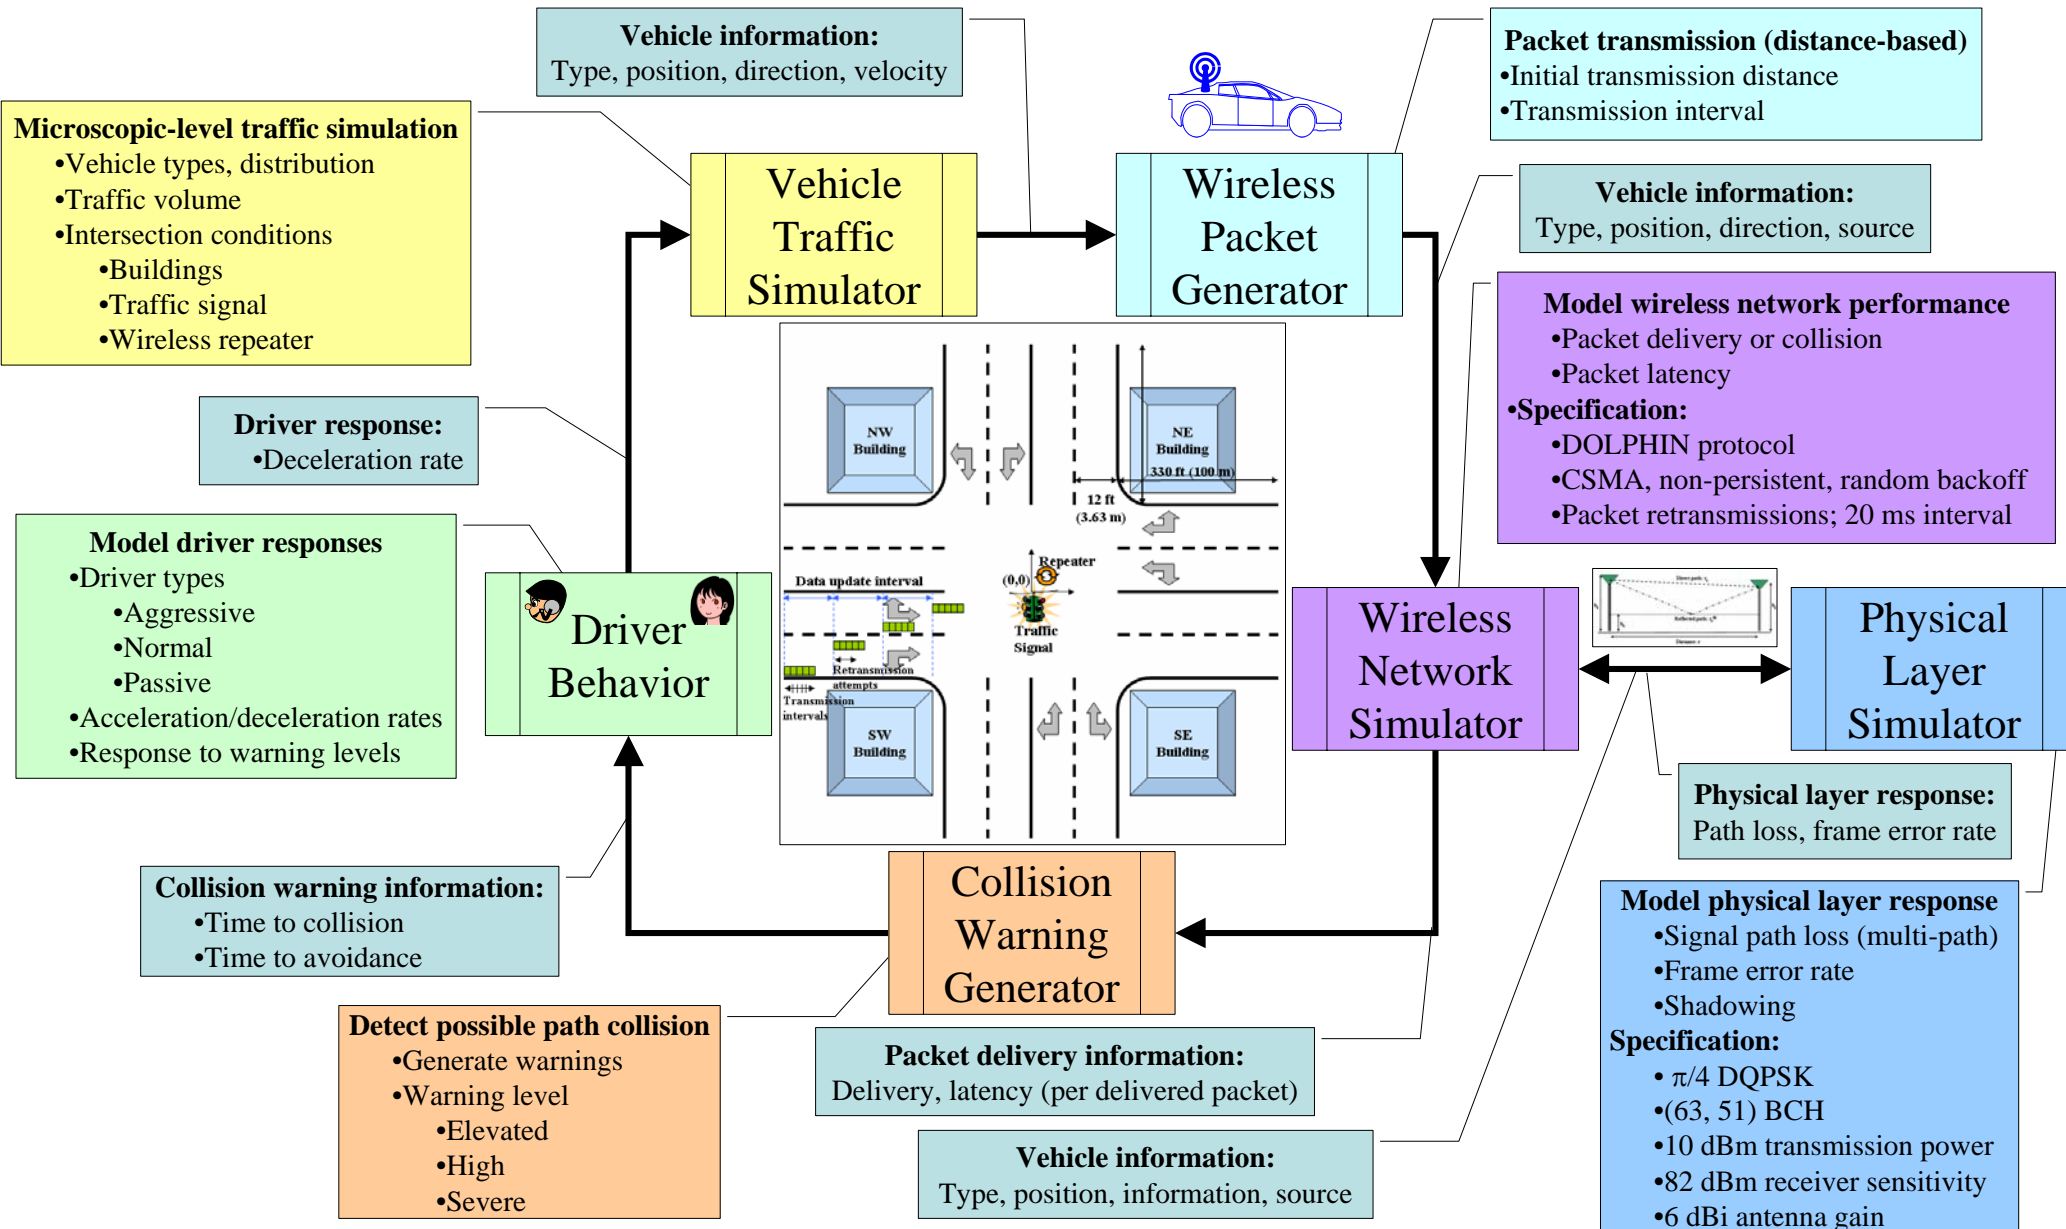 Vehicle information:
Type, position, direction, velocity
Packet transmission (distance-based)
•Initial transmission distance
•Transmission interval
Microscopic-level traffic simulation
•Vehicle types, distribution
•Traffic volume
•Intersection conditions
•Buildings
•Traffic signal
•Wireless repeater
Vehicle
Traffic
Simulator
Wireless
Packet
Generator
Vehicle information:
Type, position, direction, source
Model wireless network performance
•Packet delivery or collision
•Packet latency
•Specification:
•DOLPHIN protocol
•CSMA, non-persistent, random backoff
•Packet retransmissions; 20 ms interval
Driver response:
•Deceleration rate
Model driver responses
•Driver types
•Aggressive
•Normal
•Passive
•Acceleration/deceleration rates
•Response to warning levels
Driver
Behavior
NW
Building
NE
Building
330 ft (100 m)
12 ft
(3.63 m)
Repeater
(0,0)
Traffic
Signal
Data update interval
Retransmission
attempts
Transmission
intervals
SW
Building
SE
Building
Wireless
Network
Simulator
Direct path
Reflected path
Distance
Physical
Layer
Simulator
Physical layer response:
Path loss, frame error rate
Collision warning information:
•Time to collision
•Time to avoidance
Collision
Warning
Generator
Model physical layer response
•Signal path loss (multi-path)
•Frame error rate
•Shadowing
Specification:
• π/4 DQPSK
•(63, 51) BCH
•10 dBm transmission power
•82 dBm receiver sensitivity
•6 dBi antenna gain
Detect possible path collision
•Generate warnings
•Warning level
•Elevated
•High
•Severe
Packet delivery information:
Delivery, latency (per delivered packet)
Vehicle information:
Type, position, information, source